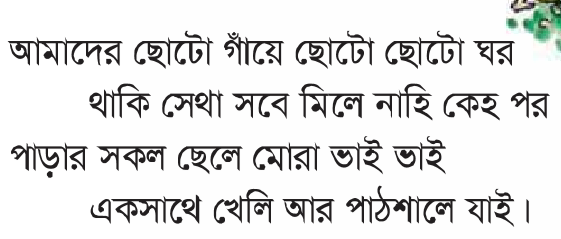 আমাদের ছোটো গাঁয়ে ছোটো ছোটো ঘর
থাকি সেথা সবে মিলে নাহি কেহ পর
পাড়ার সকল ছেলে মোরা ভাই ভাই
একসাথে খেলি আর পাঠশালে যাই।